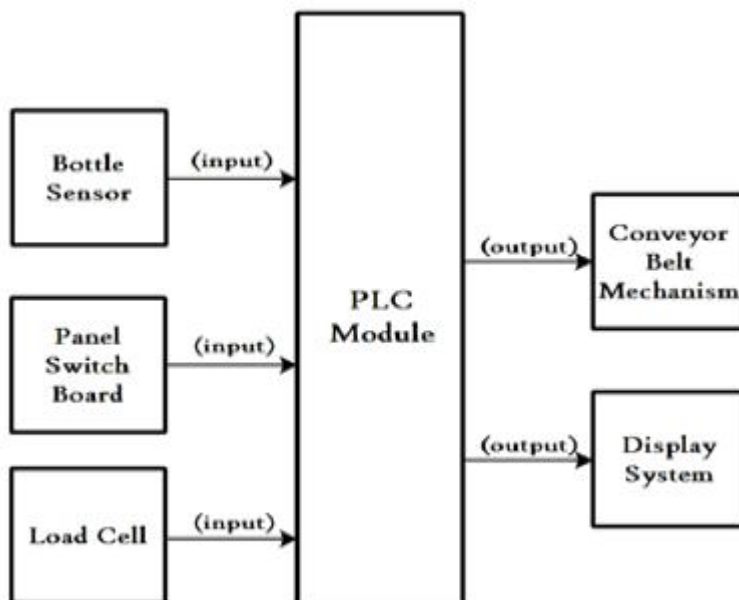 Bottle
Sensor
(input)
Panel
Switch
Board
(input)
Load Cell
(input)
PLC
Module
(output)
Conveyor
Belt
Mechanism
(output)
Display
System